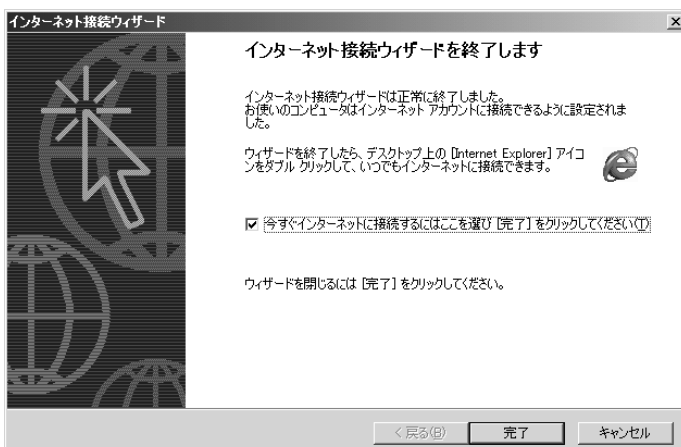 インターネット接続ウィザード
インターネット接続ウィザードを終了します
インターネット接続ウィザードは正常に終了しました。
お使いのコンピュータはインターネット アカウントに接続できるように設定されま
した。
ウィザードを終了したら、デスクトップ上の [Internet Explorer] アイコ
ンをダブル クリックして、いつでもインターネットに接続できます。
今すぐインターネットに接続するにはここを選び [完了] をクリックしてください(T)
ウィザードを閉じるには [完了] をクリックしてください。
< 戻る(B)
完了
キャンセル